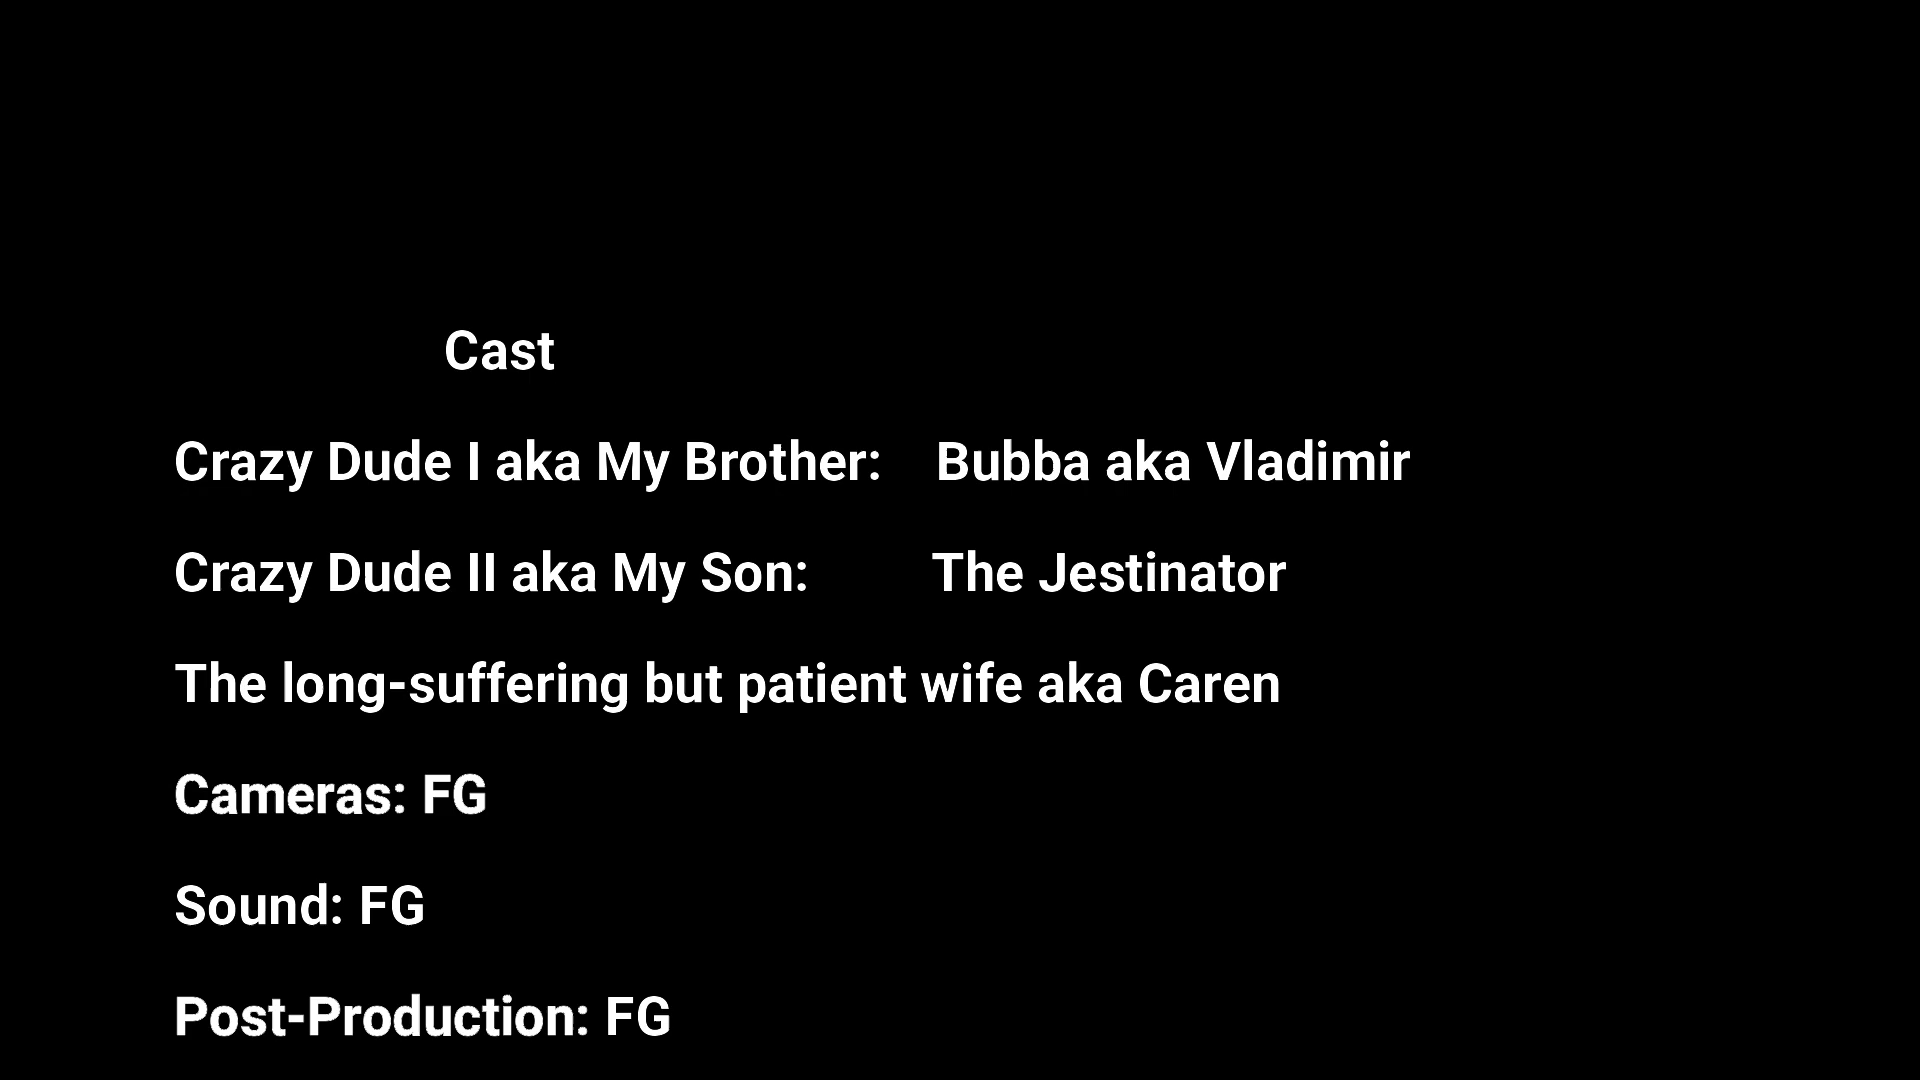 Cast
Crazy Dude I aka My Brother: Bubba aka Vladimir
Crazy Dude II aka My Son: The Jestinator
The long-suffering but patient wife aka Caren
Cameras: FG
Sound: FG
Post-Production: FG